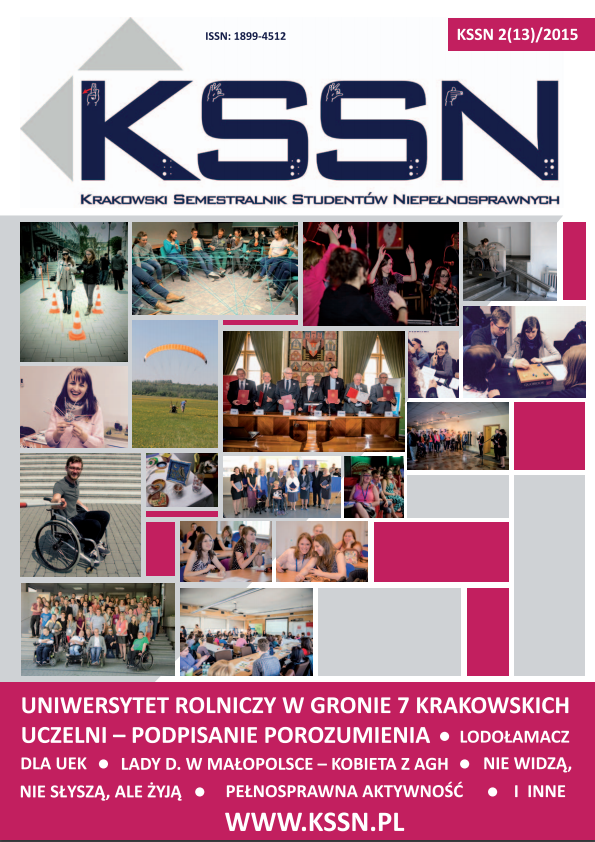 ISSN: 1899-4512
KSSN 2(13)/2015
KSSN
KRAKOWSKI SEMESTRALNIK STUDENTÓW NIEPEŁNOSPRAWNYCH
UNIWERSYTET ROLNICZY W GRONIE 7 KRAKOWSKICH
UCZELNI – PODPISANIE POROZUMIENIA ● LODOŁAMACZ
DLA UEK ● LADY D. W MAŁOPOLSCE – KOBIETA Z AGH ● NIE WIDZĄ,
NIE SŁYSZĄ, ALE ŻYJĄ ● PEŁNOSPRAWNA AKTYWNOŚĆ ● I INNE
WWW.KSSN.PL